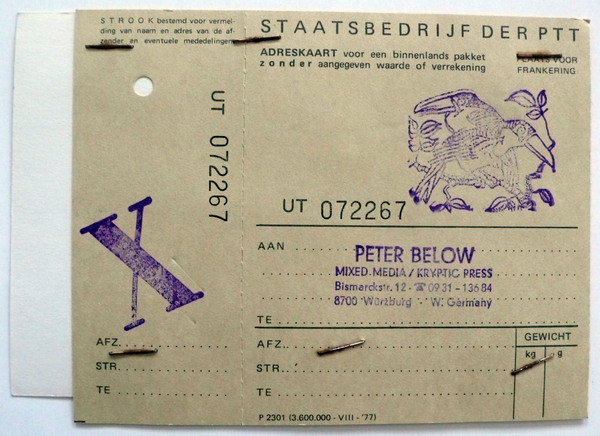 STROOK bestemd voor vermel-
ding van naam en adres van de af-
zender en eventuele mededelingen
STAATSBEDRIJF DER PTT
ADRESKAART voor een binnenlands pakket
zonder aangegeven waarde of verrekening
PLAATS VOOR
FRANKERING
UT 072267
UT 072267
X
AAN
PETER BELOW
MIXED MEDIA / KRYPTIC PRESS
Bismarckstr. 12 · ☎ 0931 - 13684
8700 Würzburg · W. Germany
TE
AFZ.
STR.
TE
AFZ.
STR.
TE
GEWICHT
kg g
P 2301 (3.600.000 - VIII - '77)